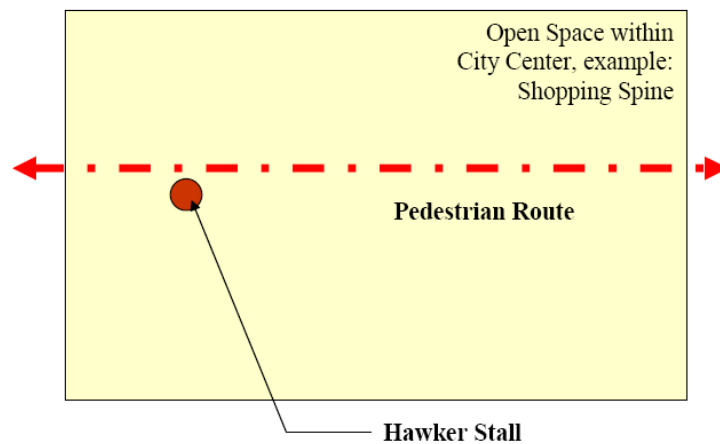 Open Space within
City Center, example:
Shopping Spine
Pedestrian Route
Hawker Stall